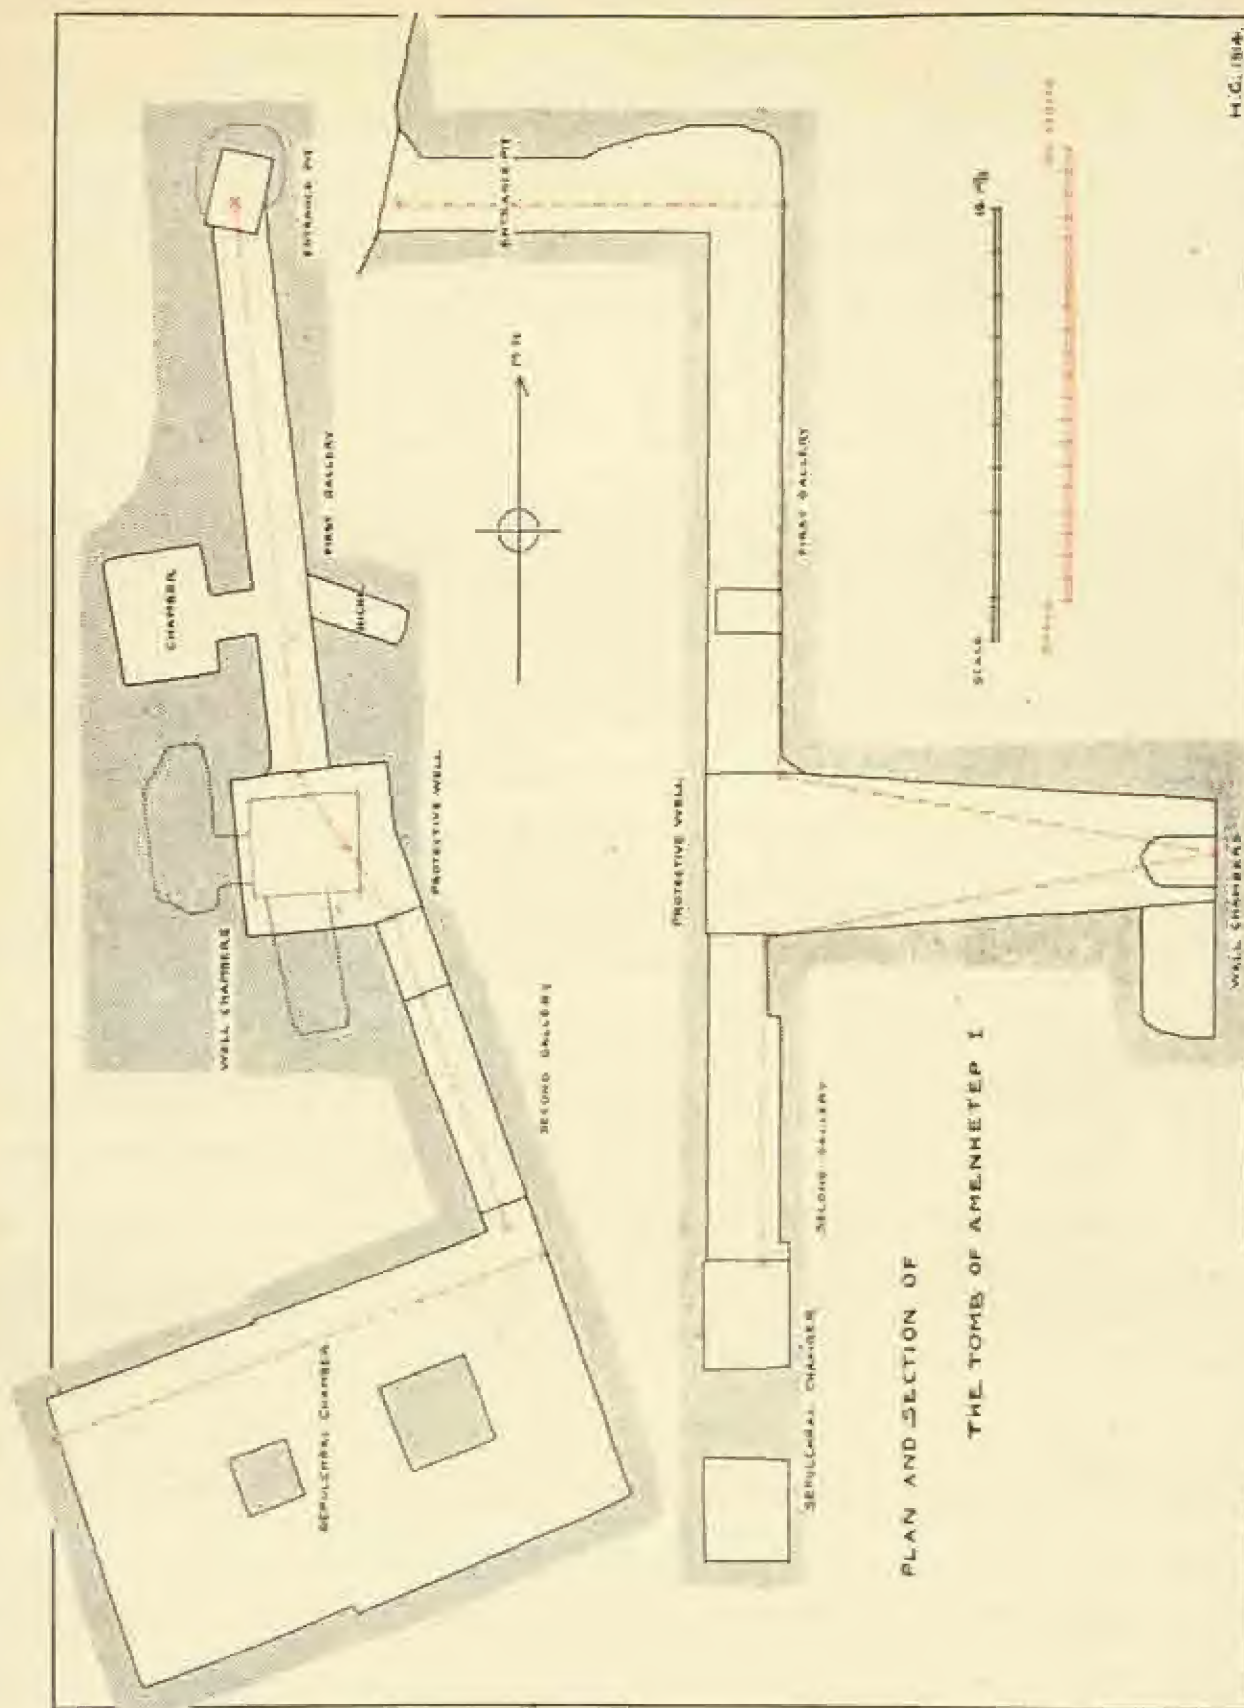 H.C. 1914.
ENTRANCE PIT
ENTRANCE PIT
M N
10 M
FIRST GALLERY
FIRST GALLERY
CHAMBER
NICHE
SCALE
PROTECTIVE WELL
PROTECTIVE WELL
WELL CHAMBERS
WELL CHAMBERS
SECOND GALLERY
SECOND GALLERY
SEPULCHRAL CHAMBER
SEPULCHRAL CHAMBER
PLAN AND SECTION OF
THE TOMB OF AMENHETEP I